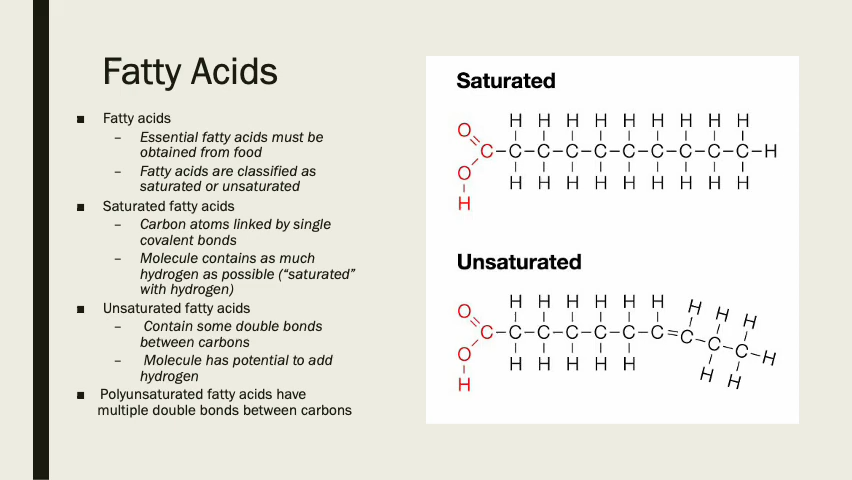 Fatty Acids
■ Fatty acids
– Essential fatty acids must be
obtained from food
– Fatty acids are classified as
saturated or unsaturated
■ Saturated fatty acids
– Carbon atoms linked by single
covalent bonds
– Molecule contains as much
hydrogen as possible (“saturated”
with hydrogen)
■ Unsaturated fatty acids
– Contain some double bonds
between carbons
– Molecule has potential to add
hydrogen
■ Polyunsaturated fatty acids have
multiple double bonds between carbons
Saturated
H H H H H H H H H
O
C–C–C–C–C–C–C–C–C–C–H
O
H H H H H H H H H
H
Unsaturated
H H H H H H H H H
O
C–C–C–C–C–C–C=C–C–C–H
O
H H H H H H H
H